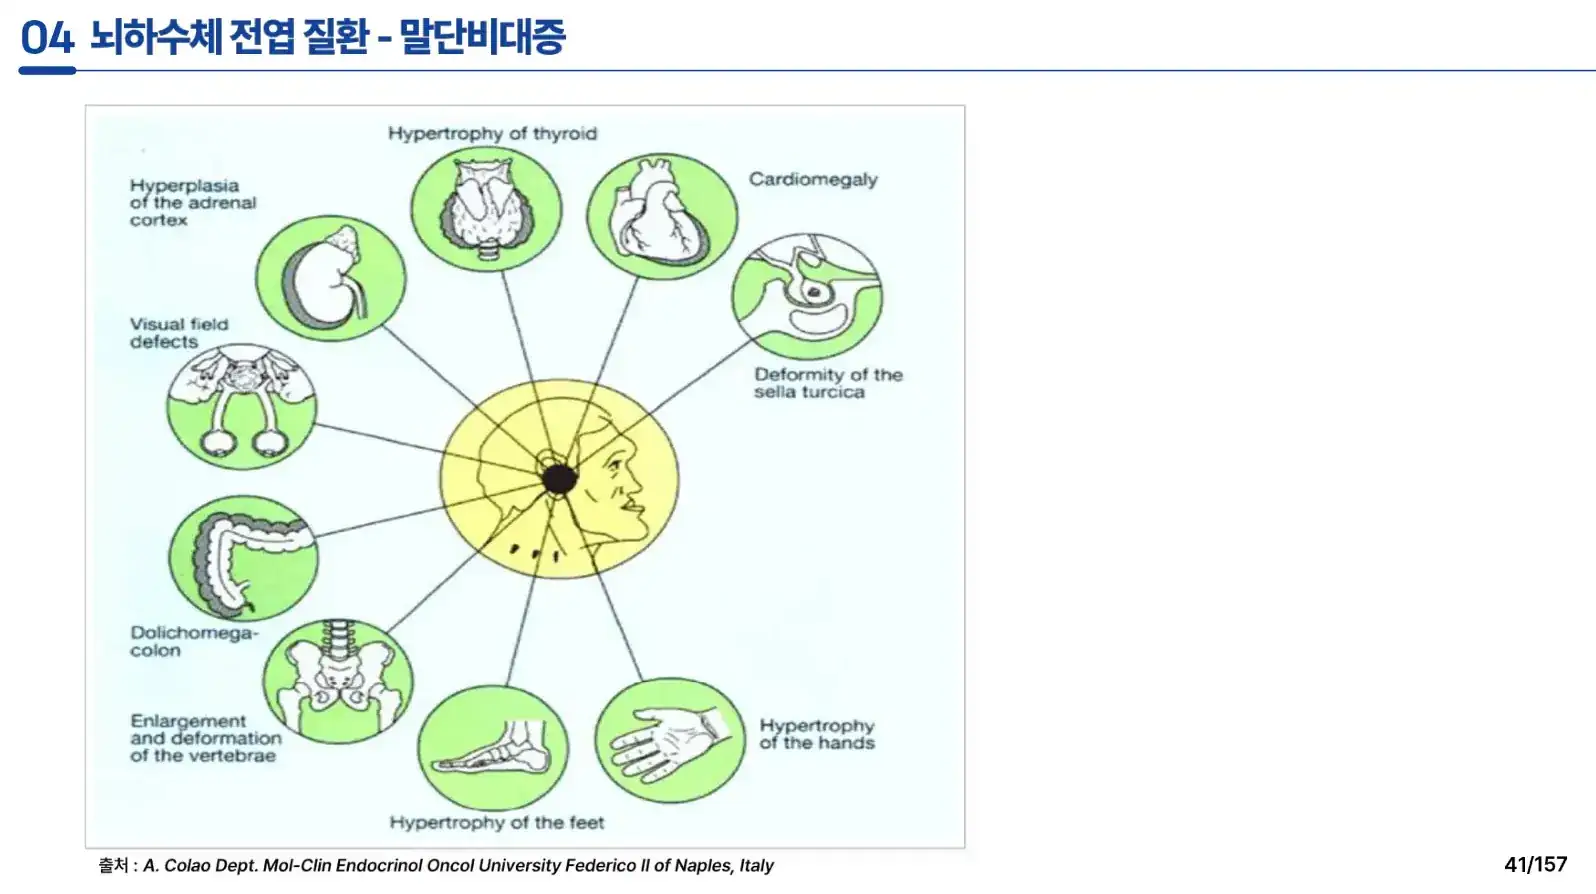 04 뇌하수체 전엽 질환 - 말단비대증
Hypertrophy of thyroid
Cardiomegaly
Hyperplasia
of the adrenal
cortex
Visual field
defects
Deformity of the
sella turcica
Dolichomega-
colon
Enlargement
and deformation
of the vertebrae
Hypertrophy
of the hands
Hypertrophy of the feet
출처 : A. Colao Dept. Mol-Clin Endocrinol Oncol University Federico II of Naples, Italy
41/157